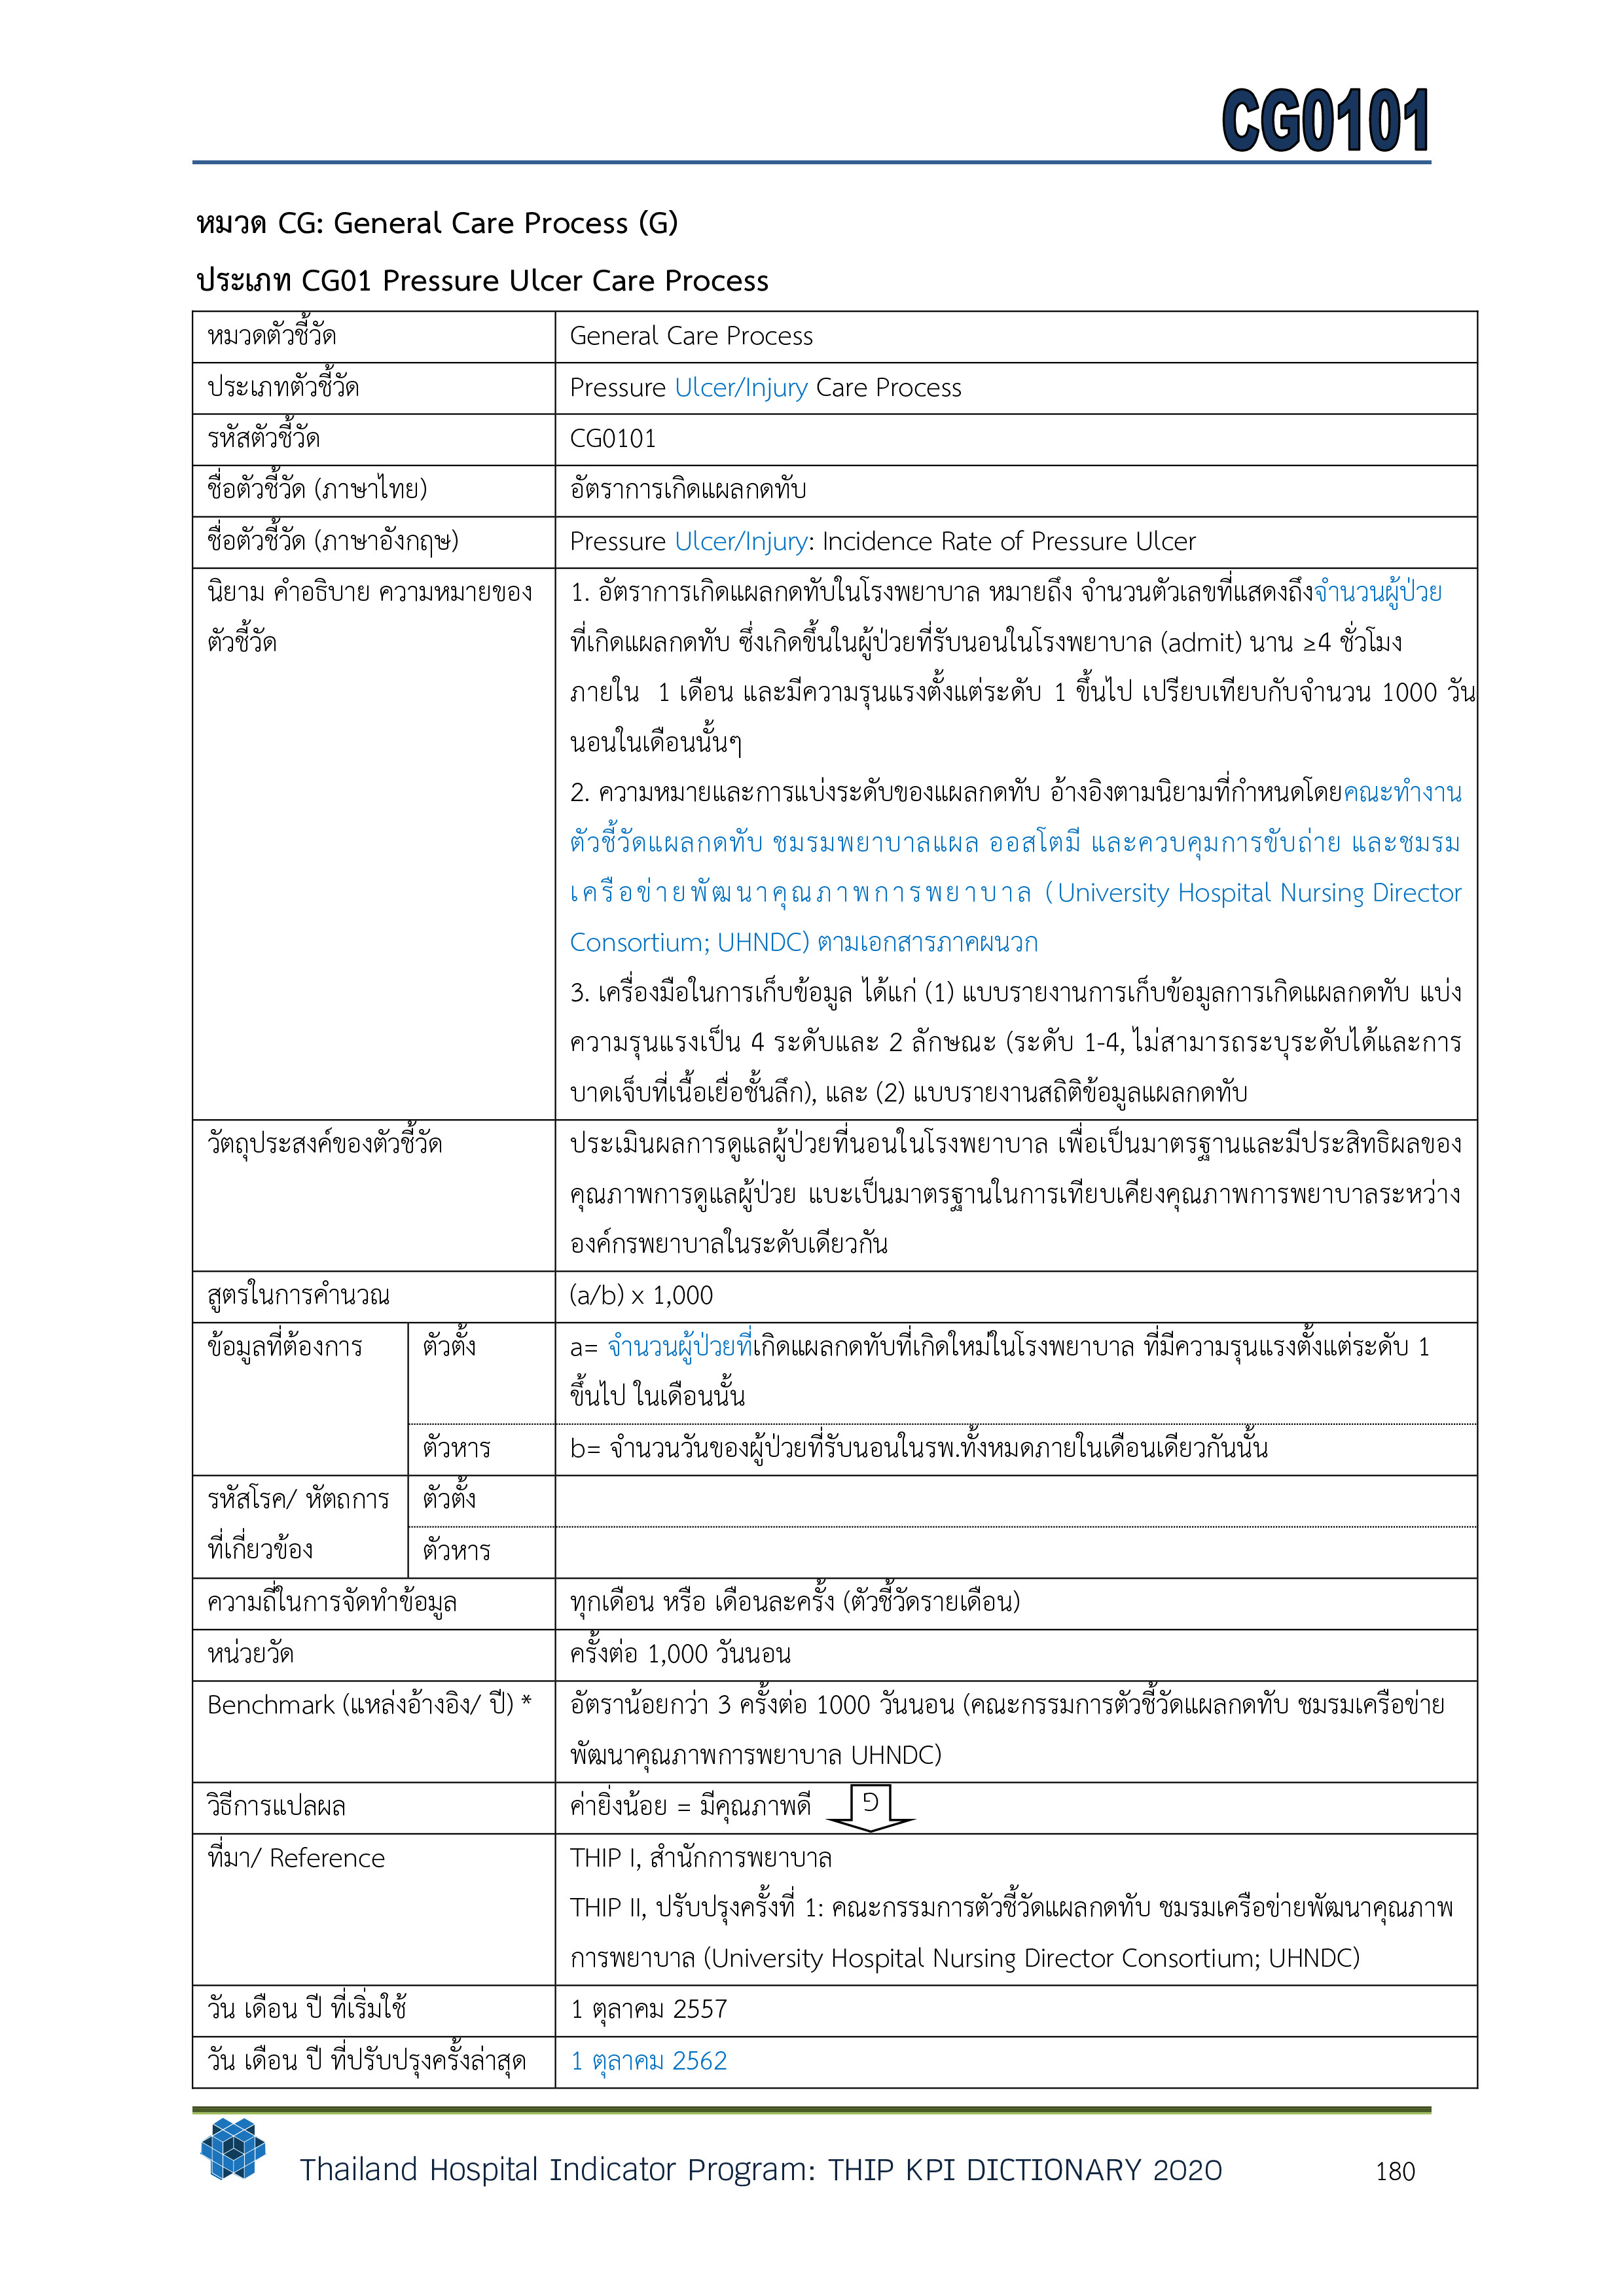 CG0101
หมวด CG: General Care Process (G)
ประเภท CG01 Pressure Ulcer Care Process
หมวดตัวชี้วัด General Care Process
ประเภทตัวชี้วัด Pressure Ulcer/Injury Care Process
รหัสตัวชี้วัด CG0101
ชื่อตัวชี้วัด (ภาษาไทย) อัตราการเกิดแผลกดทับ
ชื่อตัวชี้วัด (ภาษาอังกฤษ) Pressure Ulcer/Injury: Incidence Rate of Pressure Ulcer
นิยาม คำอธิบาย ความหมายของ
ตัวชี้วัด
1. อัตราการเกิดแผลกดทับในโรงพยาบาล หมายถึง จำนวนตัวเลขที่แสดงถึงจำนวนผู้ป่วย
ที่เกิดแผลกดทับ ซึ่งเกิดขึ้นในผู้ป่วยที่รับนอนในโรงพยาบาล (admit) นาน ≥4 ชั่วโมง
ภายใน 1 เดือน และมีความรุนแรงตั้งแต่ระดับ 1 ขึ้นไป เปรียบเทียบกับจำนวน 1000 วัน
นอนในเดือนนั้นๆ
2. ความหมายและการแบ่งระดับของแผลกดทับ อ้างอิงตามนิยามที่กำหนดโดยคณะทำงาน
ตัวชี้วัดแผลกดทับ ชมรมพยาบาลแผล ออสโตมี และควบคุมการขับถ่าย และชมรม
เครือข่ายพัฒนาคุณภาพการพยาบาล (University Hospital Nursing Director
Consortium; UHNDC) ตามเอกสารภาคผนวก
3. เครื่องมือในการเก็บข้อมูล ได้แก่ (1) แบบรายงานการเก็บข้อมูลการเกิดแผลกดทับ แบ่ง
ความรุนแรงเป็น 4 ระดับและ 2 ลักษณะ (ระดับ 1-4, ไม่สามารถระบุระดับได้และการ
บาดเจ็บที่เนื้อเยื่อชั้นลึก), และ (2) แบบรายงานสถิติข้อมูลแผลกดทับ
วัตถุประสงค์ของตัวชี้วัด ประเมินผลการดูแลผู้ป่วยที่นอนในโรงพยาบาล เพื่อเป็นมาตรฐานและมีประสิทธิผลของ
คุณภาพการดูแลผู้ป่วย แบะเป็นมาตรฐานในการเทียบเคียงคุณภาพการพยาบาลระหว่าง
องค์กรพยาบาลในระดับเดียวกัน
สูตรในการคำนวณ (a/b) x 1,000
ข้อมูลที่ต้องการ ตัวตั้ง a= จำนวนผู้ป่วยที่เกิดแผลกดทับที่เกิดใหม่ในโรงพยาบาล ที่มีความรุนแรงตั้งแต่ระดับ 1
ขึ้นไป ในเดือนนั้น
ตัวหาร b= จำนวนวันของผู้ป่วยที่รับนอนในรพ.ทั้งหมดภายในเดือนเดียวกันนั้น
รหัสโรค/ หัตถการ ตัวตั้ง
ที่เกี่ยวข้อง ตัวหาร
ความถี่ในการจัดทำข้อมูล ทุกเดือน หรือ เดือนละครั้ง (ตัวชี้วัดรายเดือน)
หน่วยวัด ครั้งต่อ 1,000 วันนอน
Benchmark (แหล่งอ้างอิง/ ปี) * อัตราน้อยกว่า 3 ครั้งต่อ 1000 วันนอน (คณะกรรมการตัวชี้วัดแผลกดทับ ชมรมเครือข่าย
พัฒนาคุณภาพการพยาบาล UHNDC)
วิธีการแปลผล ค่ายิ่งน้อย = มีคุณภาพดี
ที่มา/ Reference THIP I, สำนักการพยาบาล
THIP II, ปรับปรุงครั้งที่ 1: คณะกรรมการตัวชี้วัดแผลกดทับ ชมรมเครือข่ายพัฒนาคุณภาพ
การพยาบาล (University Hospital Nursing Director Consortium; UHNDC)
วัน เดือน ปี ที่เริ่มใช้ 1 ตุลาคม 2557
วัน เดือน ปี ที่ปรับปรุงครั้งล่าสุด 1 ตุลาคม 2562
Thailand Hospital Indicator Program: THIP KPI DICTIONARY 2020 180